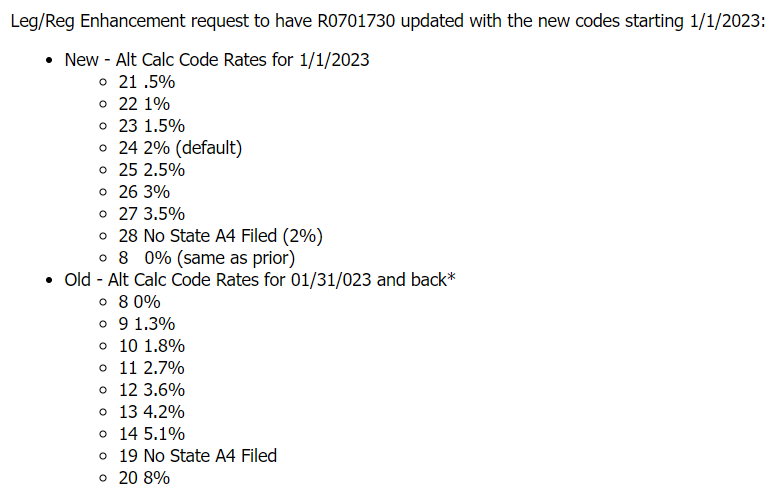 Leg/Reg Enhancement request to have R0701730 updated with the new codes starting 1/1/2023:
• New - Alt Calc Code Rates for 1/1/2023
○ 21 .5%
○ 22 1%
○ 23 1.5%
○ 24 2% (default)
○ 25 2.5%
○ 26 3%
○ 27 3.5%
○ 28 No State A4 Filed (2%)
○ 8 0% (same as prior)
• Old - Alt Calc Code Rates for 01/31/023 and back*
○ 8 0%
○ 9 1.3%
○ 10 1.8%
○ 11 2.7%
○ 12 3.6%
○ 13 4.2%
○ 14 5.1%
○ 19 No State A4 Filed
○ 20 8%